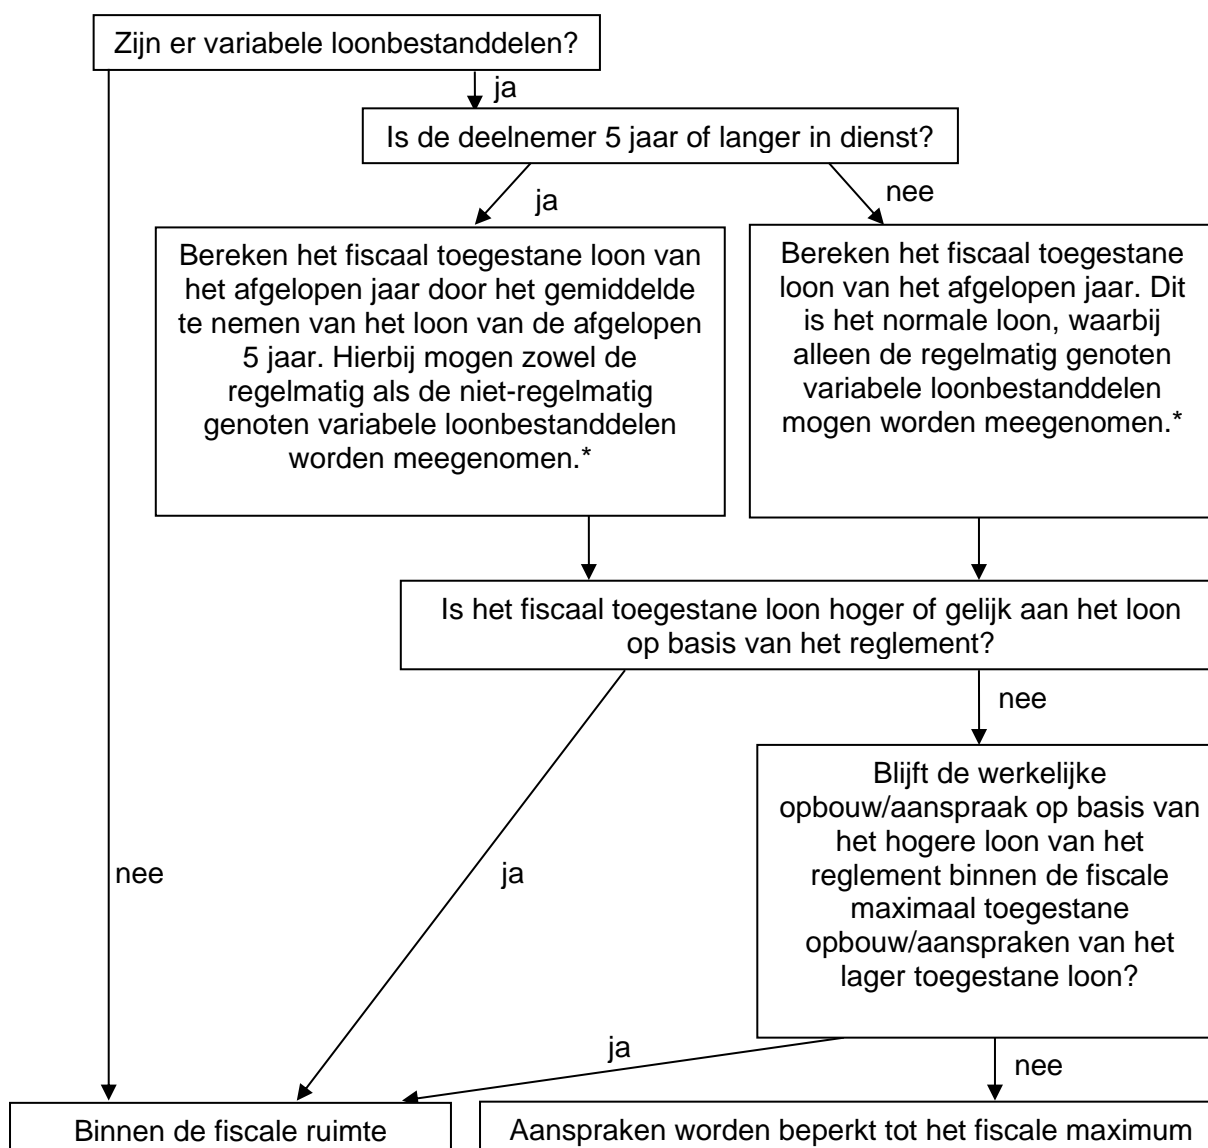 Zijn er variabele loonbestanddelen?
ja
Is de deelnemer 5 jaar of langer in dienst?
ja
nee
Bereken het fiscaal toegestane loon van
het afgelopen jaar door het gemiddelde
te nemen van het loon van de afgelopen
5 jaar. Hierbij mogen zowel de
regelmatig als de niet-regelmatig
genoten variabele loonbestanddelen
worden meegenomen.*
Bereken het fiscaal toegestane
loon van het afgelopen jaar. Dit
is het normale loon, waarbij
alleen de regelmatig genoten
variabele loonbestanddelen
mogen worden meegenomen.*
Is het fiscaal toegestane loon hoger of gelijk aan het loon
op basis van het reglement?
nee
Blijft de werkelijke
opbouw/aanspraak op basis van
het hogere loon van het
reglement binnen de fiscale
maximaal toegestane
opbouw/aanspraken van het
lager toegestane loon?
nee
ja
ja
nee
Binnen de fiscale ruimte
Aanspraken worden beperkt tot het fiscale maximum